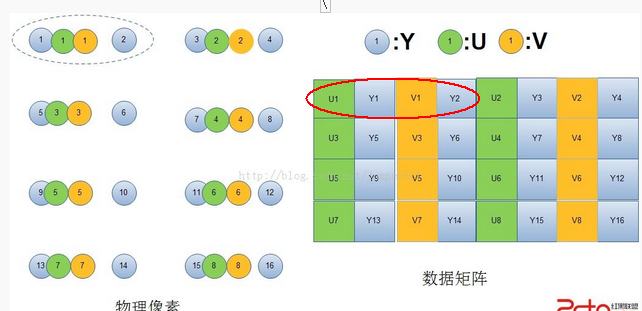 1 1 1 2 3 2 2 4 1 :Y 1 :U 1 :V
U1 Y1 V1 Y2 U2 Y3 V2 Y4
5 3 3 6 7 4 4 8 U3 Y5 V3 Y6 U4 Y7 V4 Y8
http://blog.
9 5 5 10 11 6 6 12 U5 Y9 V5 Y10 U6 Y11 V6 Y12
U7 Y13 V7 Y14 U8 Y15 V8 Y16
13 7 7 14 15 8 8 16
数据矩阵
物理像素